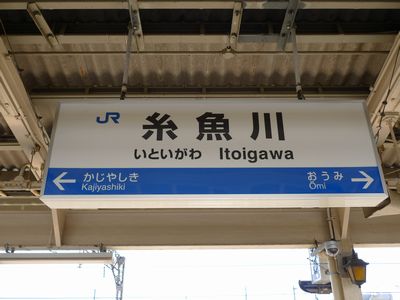 JR 糸魚川
いといがわ Itoigawa
← かじやしき おうみ →
Kajiyashiki Ōmi